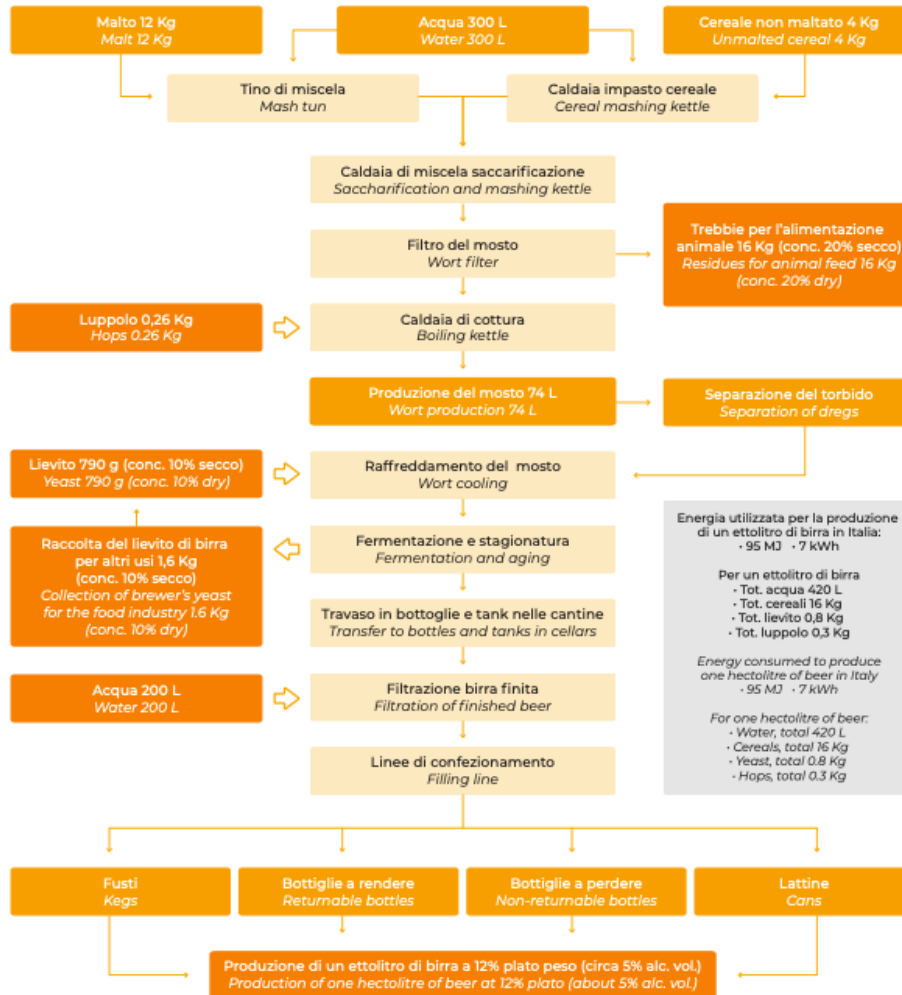 Malto 12 Kg
Malt 12 Kg
Acqua 300 L
Water 300 L
Cereale non maltato 4 Kg
Unmalted cereal 4 Kg
Tino di miscela
Mash tun
Caldaia impasto cereale
Cereal mashing kettle
Caldaia di miscela saccarificazione
Saccharification and mashing kettle
Filtro del mosto
Wort filter
Trebbie per l'alimentazione
animale 16 Kg (conc. 20% secco)
Residues for animal feed 16 Kg
(conc. 20% dry)
Luppolo 0,26 Kg
Hops 0.26 Kg
Caldaia di cottura
Boiling kettle
Produzione del mosto 74 L
Wort production 74 L
Separazione del torbido
Separation of dregs
Lievito 790 g (conc. 10% secco)
Yeast 790 g (conc. 10% dry)
Raffreddamento del mosto
Wort cooling
Raccolta del lievito di birra
per altri usi 1,6 Kg
(conc. 10% secco)
Collection of brewer's yeast
for the food industry 1.6 Kg
(conc. 10% dry)
Fermentazione e stagionatura
Fermentation and aging
Travaso in bottoglie e tank nelle cantine
Transfer to bottles and tanks in cellars
Acqua 200 L
Water 200 L
Filtrazione birra finita
Filtration of finished beer
Linee di confezionamento
Filling line
Energia utilizzata per la produzione
di un ettolitro di birra in Italia:
· 95 MJ · 7 kWh
Per un ettolitro di birra
· Tot. acqua 420 L
· Tot. cereali 16 Kg
· Tot. lievito 0,8 Kg
· Tot. luppolo 0,3 Kg
Energy consumed to produce
one hectolitre of beer in Italy
· 95 MJ · 7 kWh
For one hectolitre of beer:
· Water, total 420 L
· Cereals, total 16 Kg
· Yeast, total 0.8 Kg
· Hops, total 0.3 Kg
Fusti
Kegs
Bottiglie a rendere
Returnable bottles
Bottiglie a perdere
Non-returnable bottles
Lattine
Cans
Produzione di un ettolitro di birra a 12% plato peso (circa 5% alc. vol.)
Production of one hectolitre of beer at 12% plato (about 5% alc. vol.)